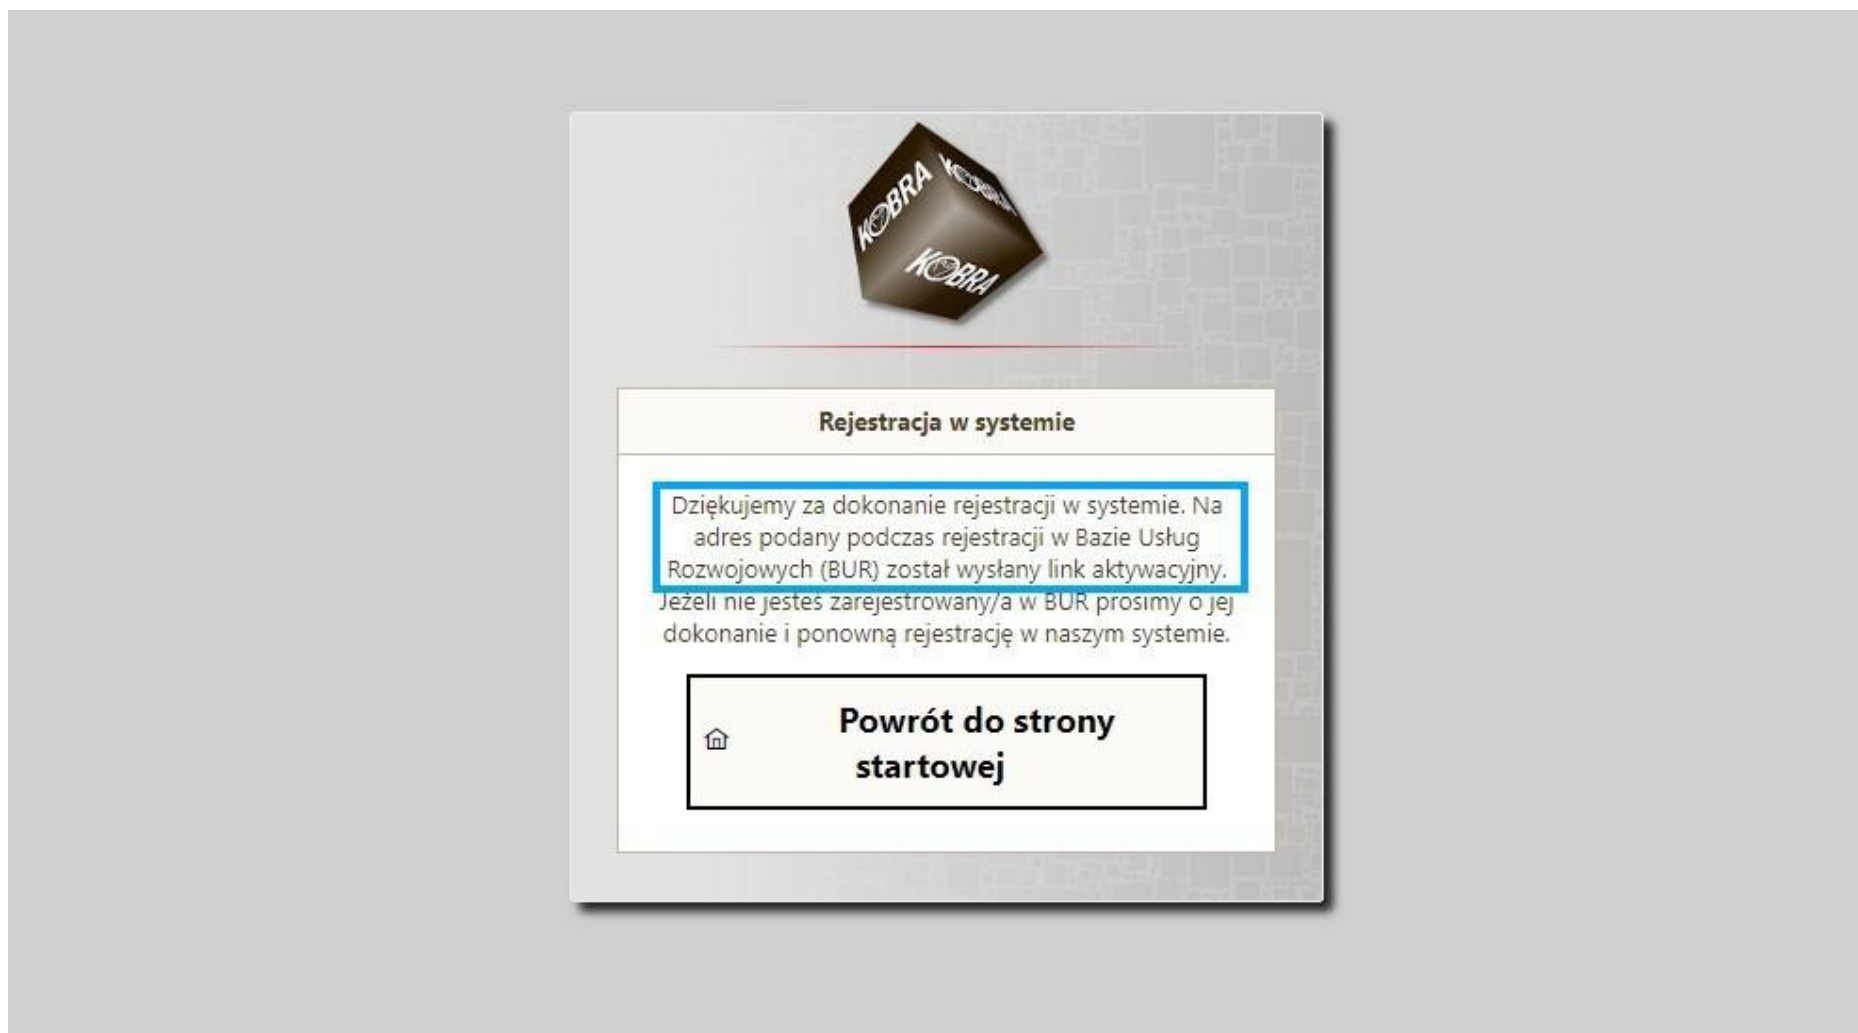 KOBRA
KOBRA
KOBRA
Rejestracja w systemie
Dziękujemy za dokonanie rejestracji w systemie. Na
adres podany podczas rejestracji w Bazie Usług
Rozwojowych (BUR) został wysłany link aktywacyjny.
Jeżeli nie jesteś zarejestrowany/a w BUR prosimy o jej
dokonanie i ponowną rejestrację w naszym systemie.
Powrót do strony
startowej